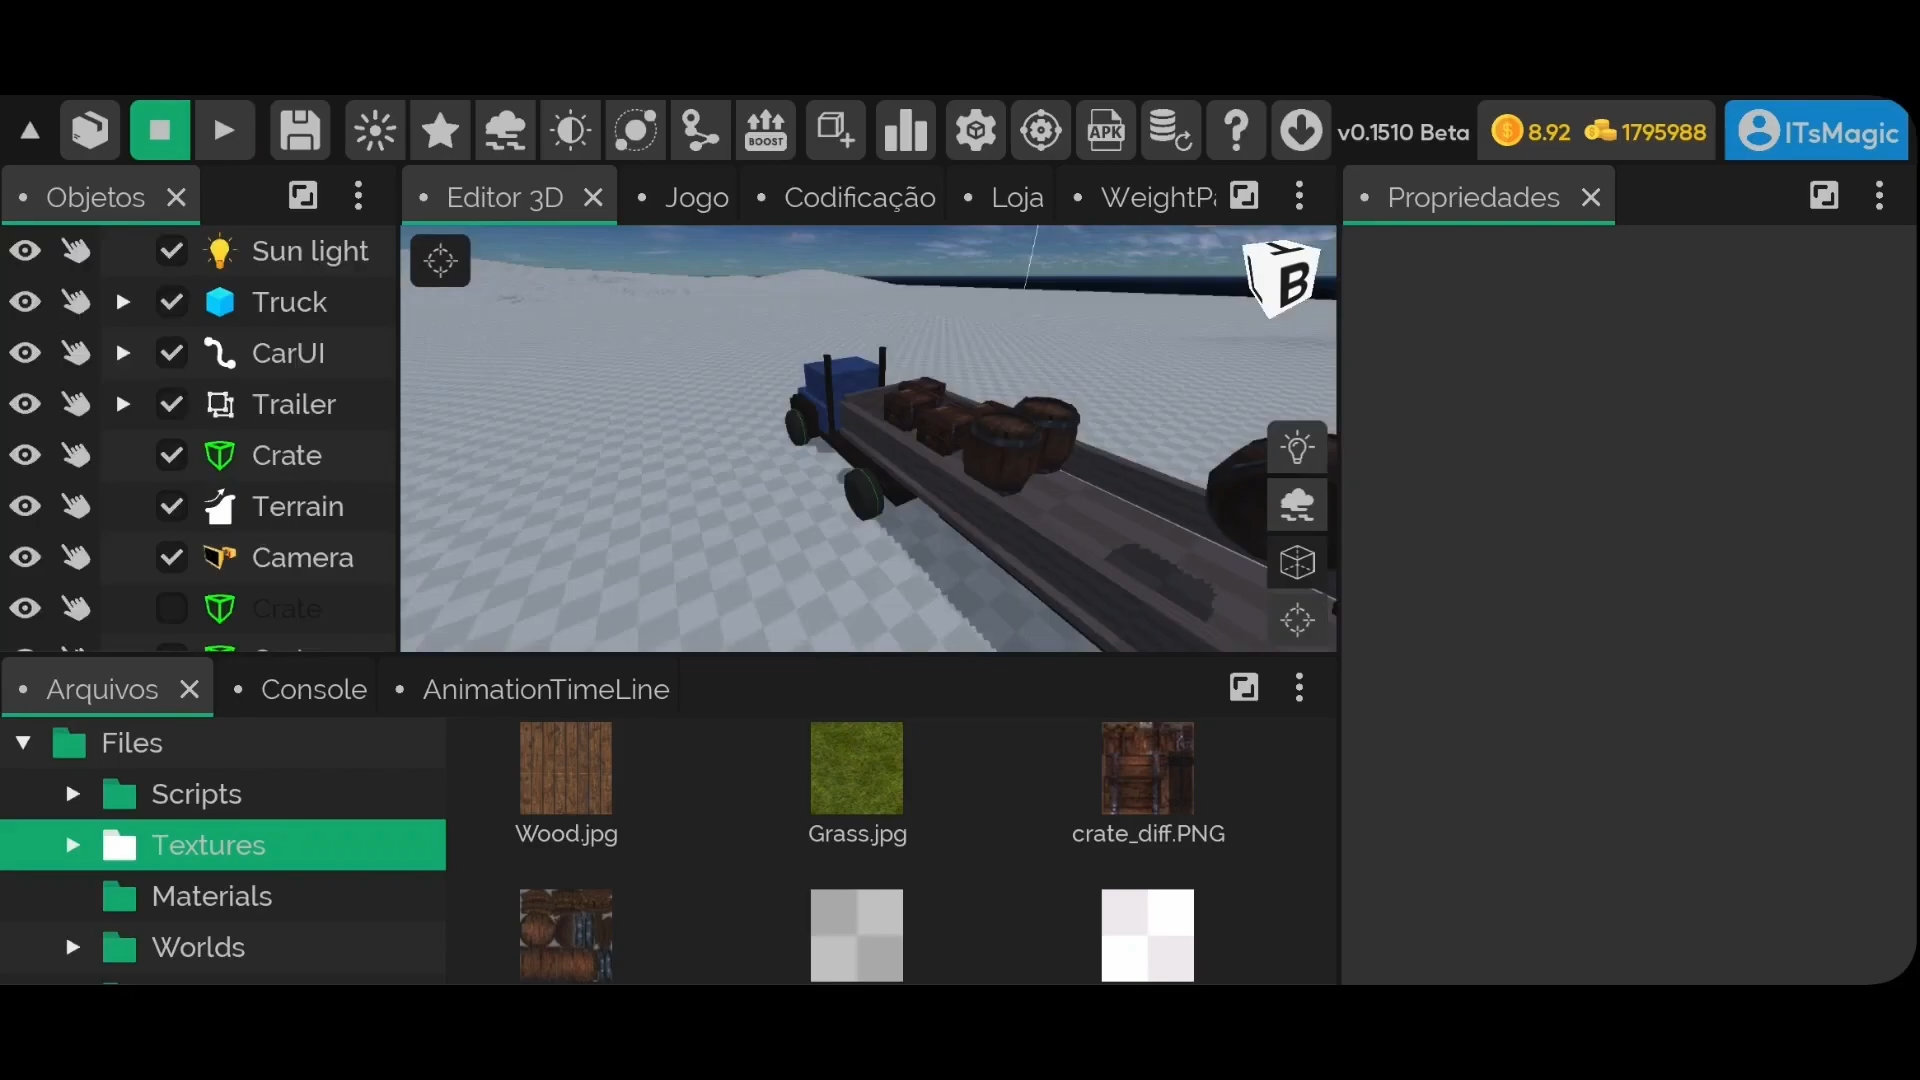 APK
BOOST
?
v0.1510 Beta
8.92
1795988
ITsMagic
Objetos
Editor 3D
Jogo
Codificação
Loja
WeightPa
Propriedades
Sun light
Truck
CarUI
Trailer
Crate
Terrain
Camera
Crate
B
Arquivos
Console
AnimationTimeLine
Files
Scripts
Textures
Materials
Worlds
Wood.jpg
Grass.jpg
crate_diff.PNG